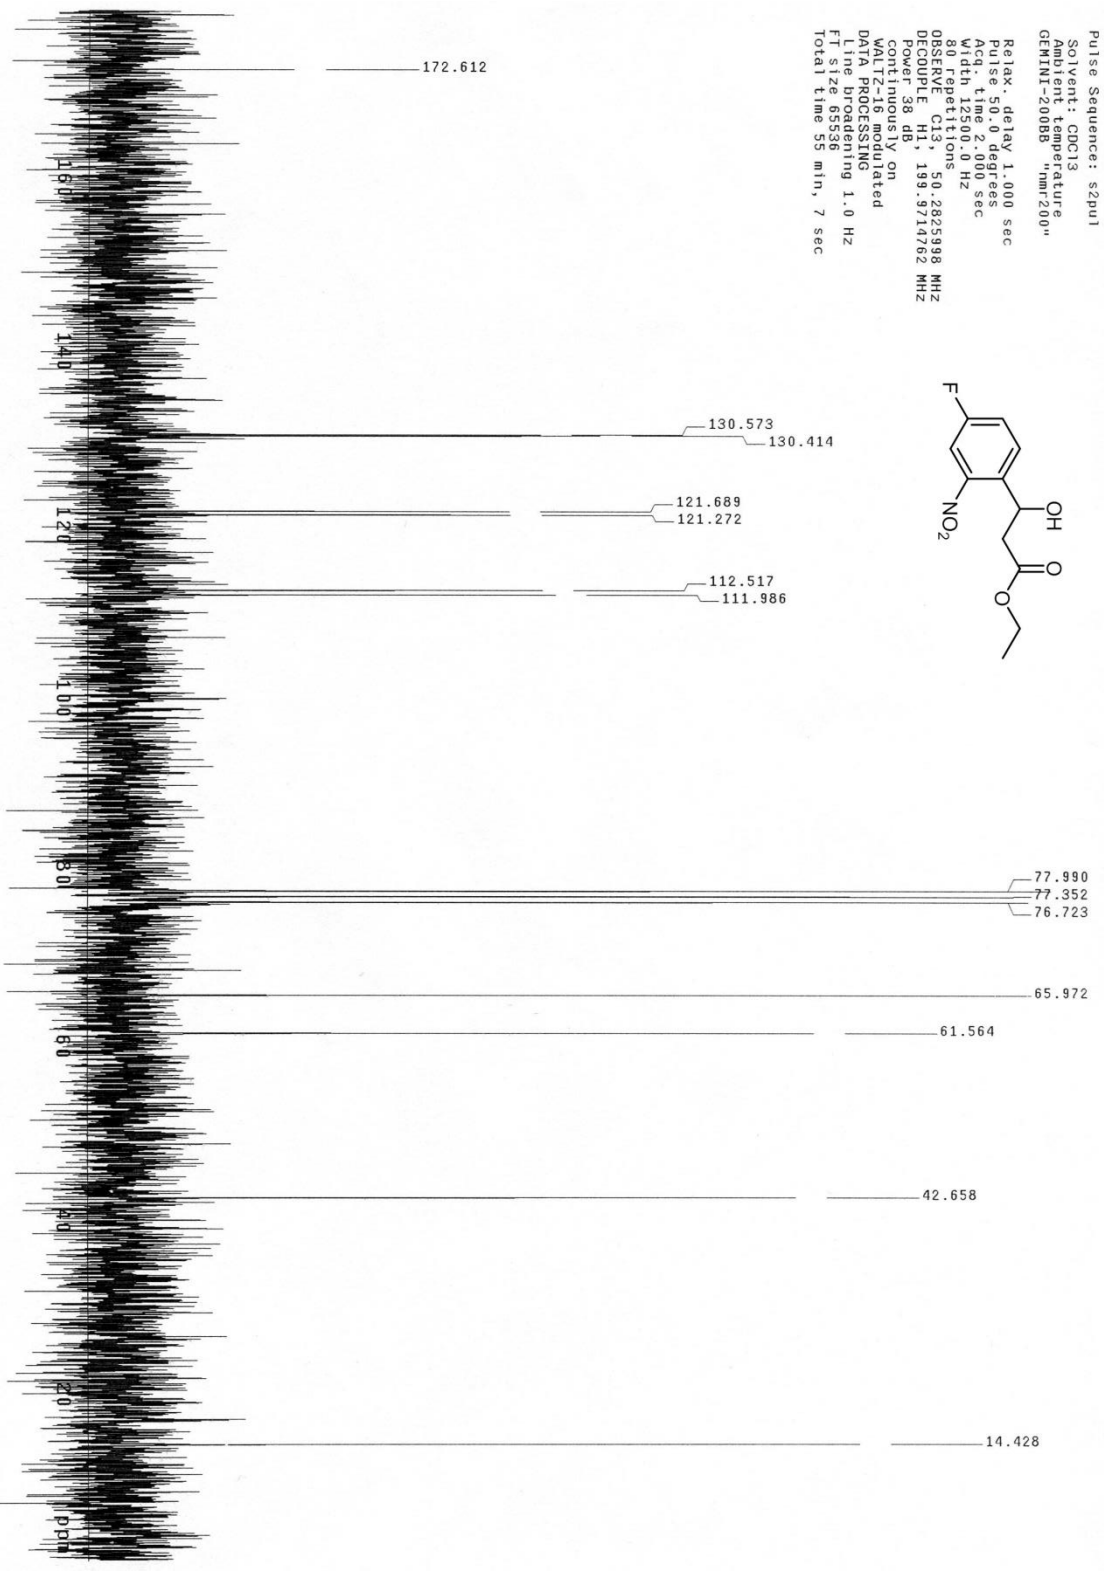 Pulse Sequence: s2pul
Solvent: CDCl3
Ambient temperature
GEMINI-200BB "nmr200"
Relax. delay 1.000 sec
Pulse 50.0 degrees
Acq. time 2.000 sec
Width 12500.0 Hz
80 repetitions
OBSERVE C13, 50.2825998 MHz
DECOUPLE H1, 199.9714762 MHz
Power 38 dB
continuously on
WALTZ-16 modulated
DATA PROCESSING
Line broadening 1.0 Hz
FT size 65536
Total time 55 min, 7 sec
F
NO2
OH
O
O
172.612
130.573
130.414
121.689
121.272
112.517
111.986
77.990
77.352
76.723
65.972
61.564
42.658
14.428
160
140
120
100
80
60
40
20
ppm